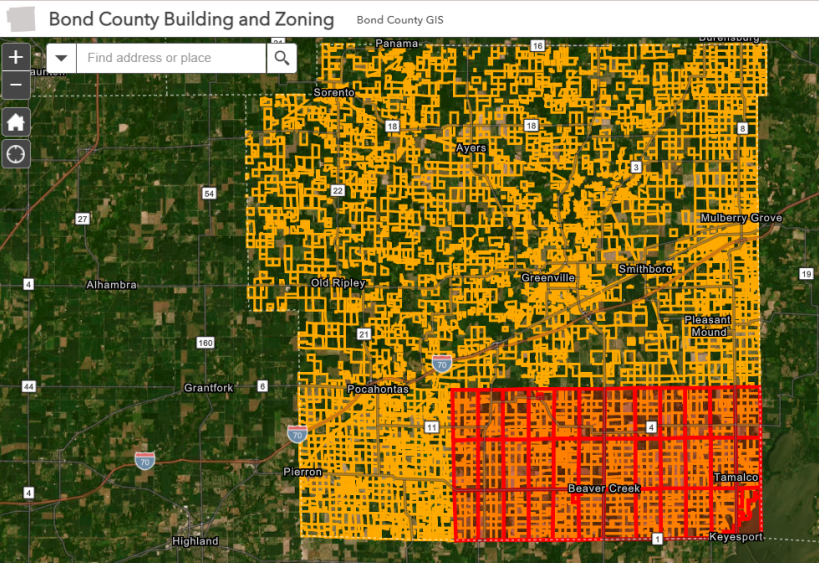 Bond County Building and Zoning
Bond County GIS
Find address or place
24
Panama
16
Sorento
18
18
8
Ayers
3
54
22
27
Mulberry Grove
Smithboro
19
4
Alhambra
Old Ripley
Greenville
Pleasant
Mound
21
160
70
44
Grantfork
6
Pocahontas
11
4
70
70
Pierron
Tamalco
Beaver Creek
4
Highland
1
Keyesport